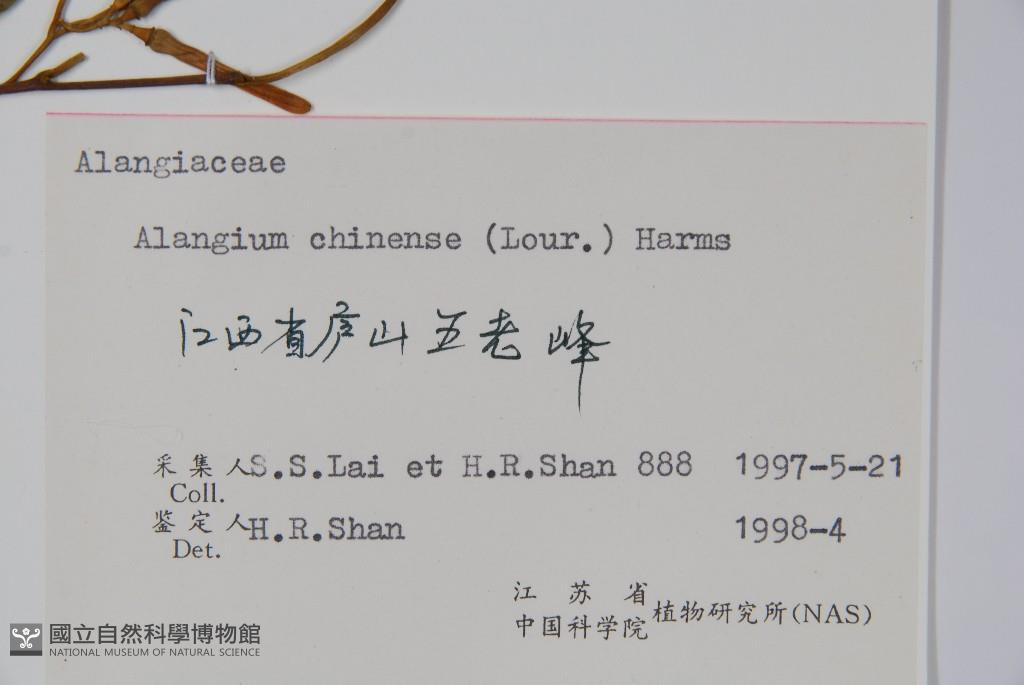 Alangiaceae
Alangium chinense (Lour.) Harms
江西省庐山五老峰
采集人S.S.Lai et H.R.Shan 888 1997-5-21
Coll.
鉴定人H.R.Shan 1998-4
Det.
江苏省
中国科学院植物研究所(NAS)
國立自然科學博物館
NATIONAL MUSEUM OF NATURAL SCIENCE